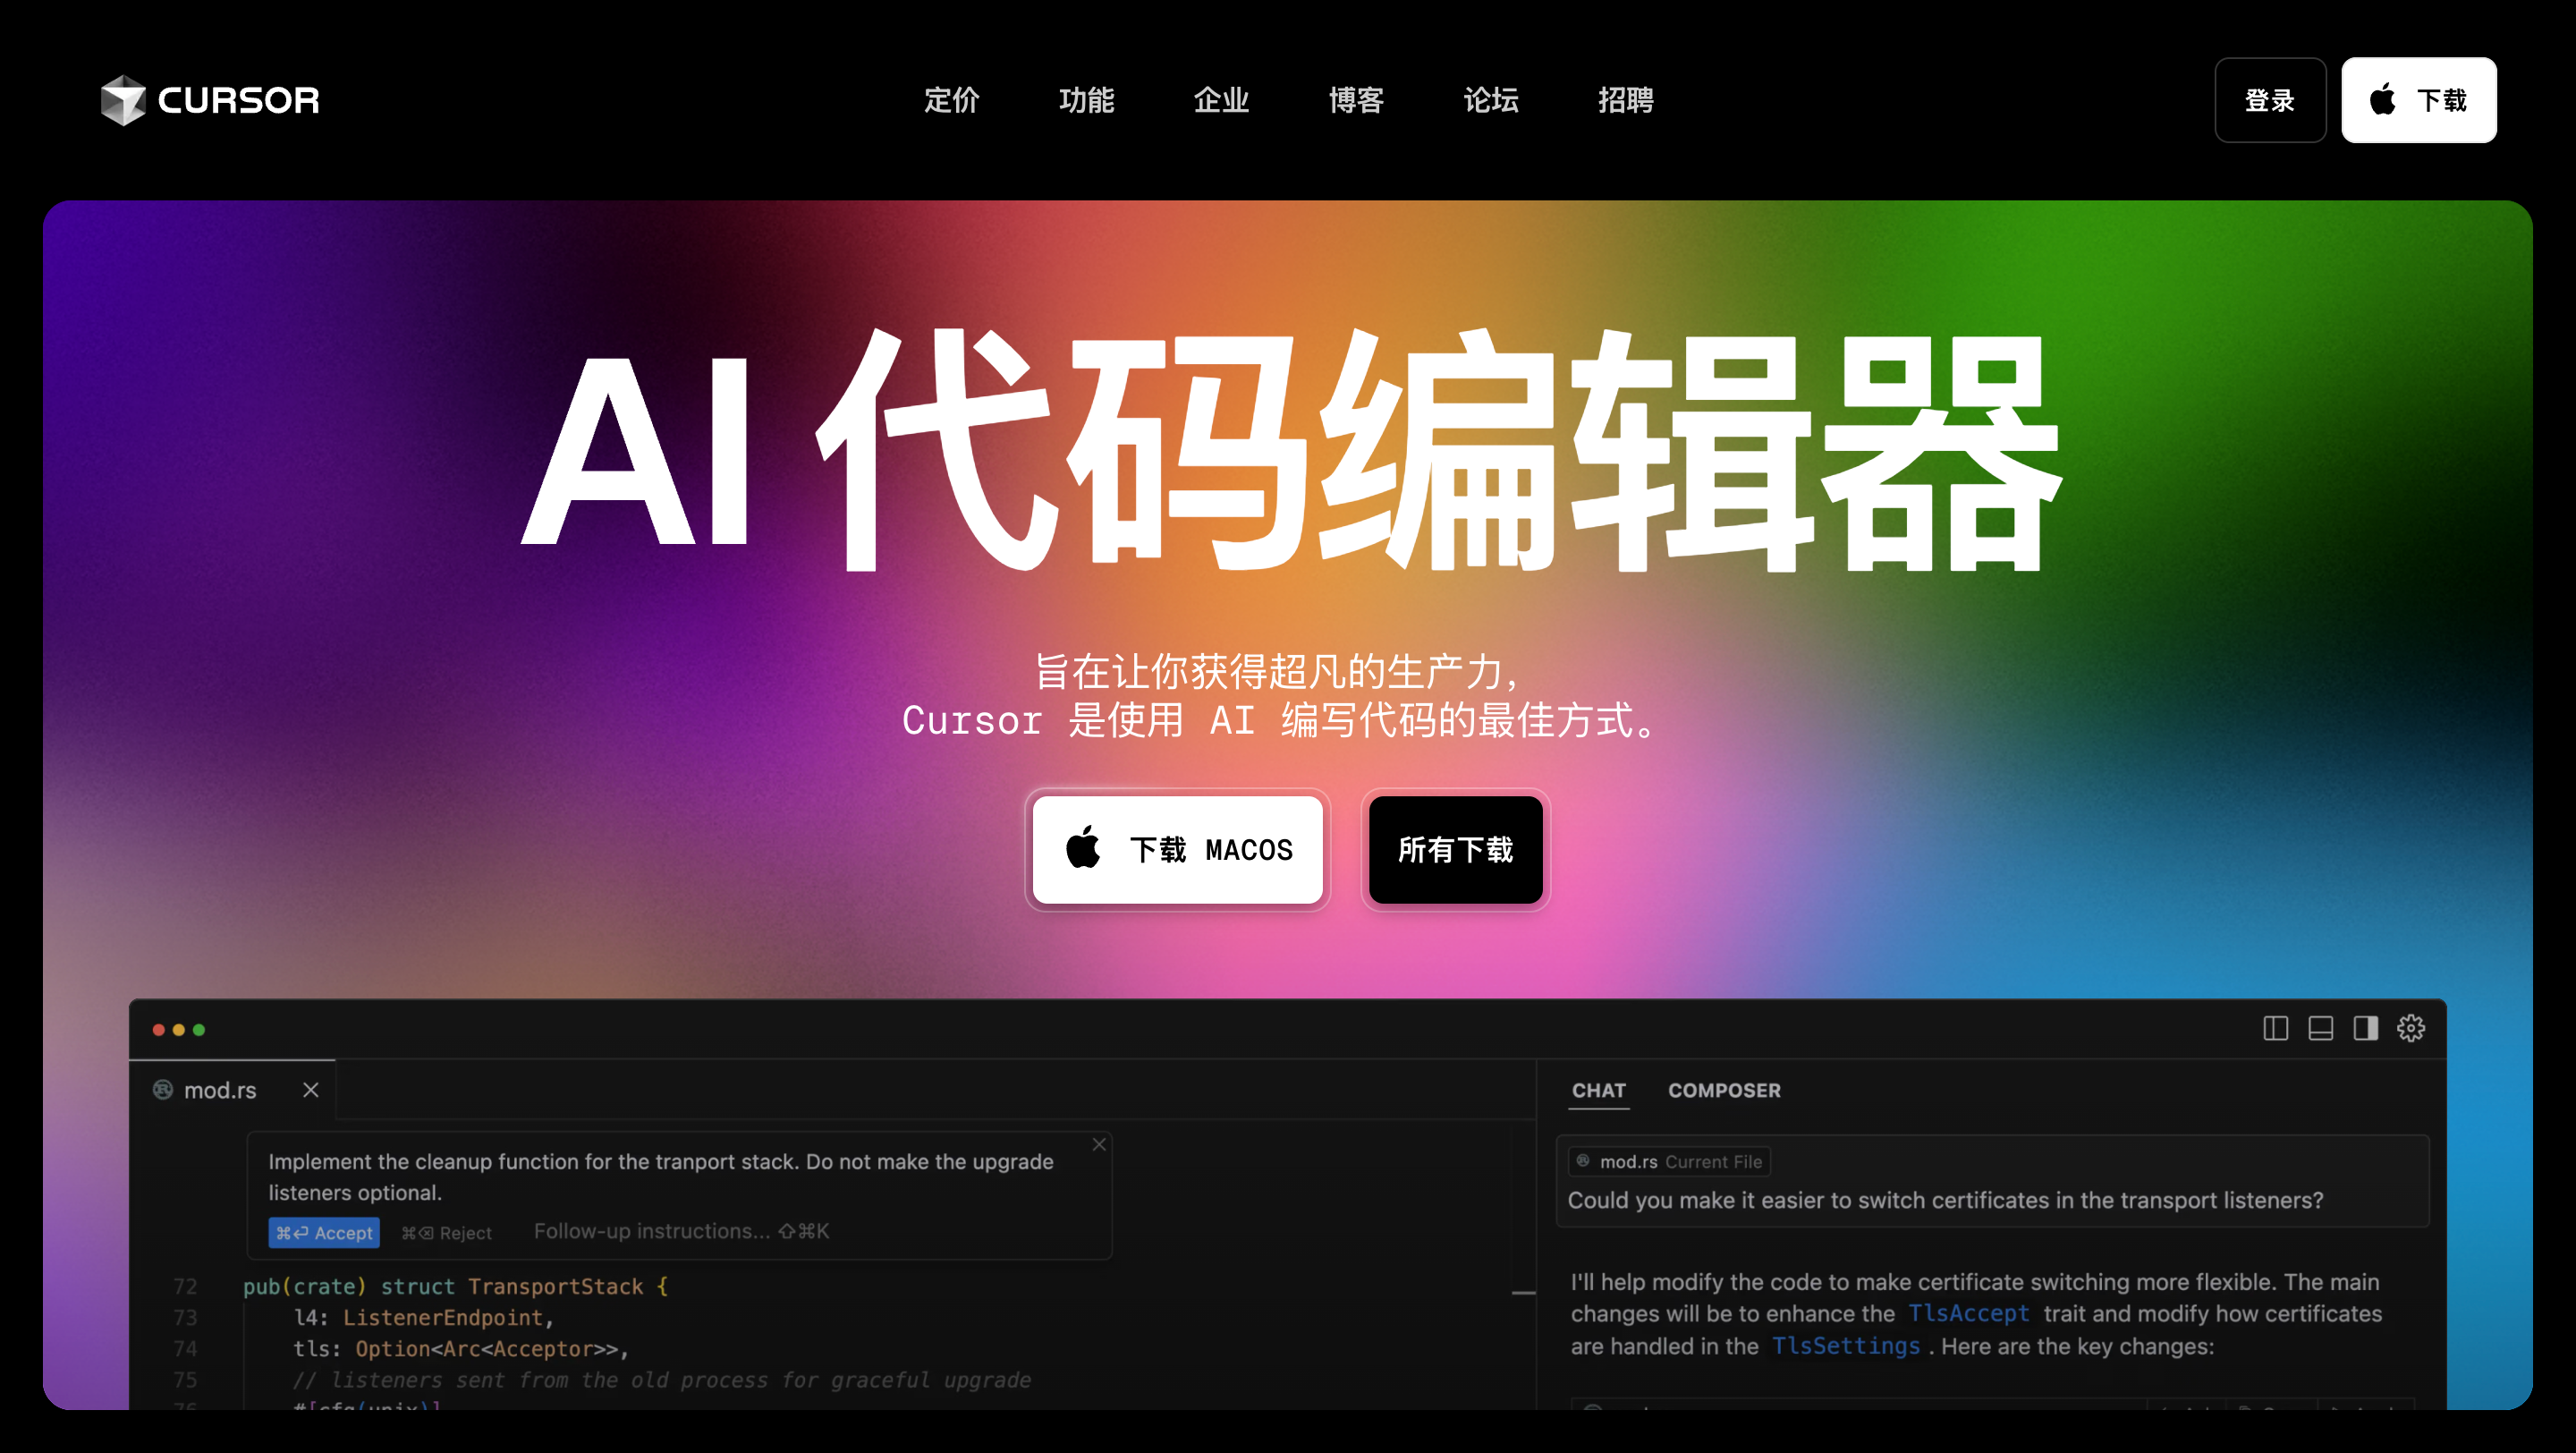 CURSOR
定价 功能 企业 博客 论坛 招聘
登录 下载
AI 代码编辑器
旨在让你获得超凡的生产力，
Cursor 是使用 AI 编写代码的最佳方式。
下载 MACOS 所有下载
mod.rs
Implement the cleanup function for the tranport stack. Do not make the upgrade
listeners optional.
⌘⏎ Accept ⌘⌫ Reject Follow-up instructions... ⇧⌘K
72 pub(crate) struct TransportStack {
73 l4: ListenerEndpoint,
74 tls: Option<Arc<Acceptor>>,
75 // listeners sent from the old process for graceful upgrade
76 #[cfg(unix)]
CHAT COMPOSER
mod.rs Current File
Could you make it easier to switch certificates in the transport listeners?
I'll help modify the code to make certificate switching more flexible. The main
changes will be to enhance the TlsAccept trait and modify how certificates
are handled in the TlsSettings . Here are the key changes: